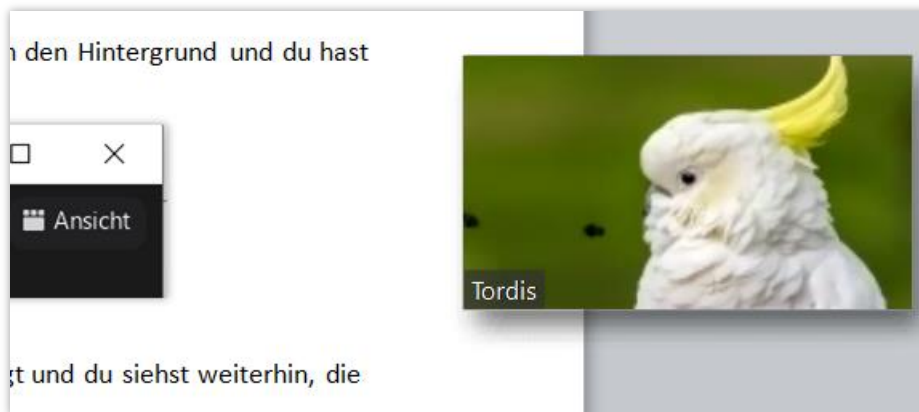 den Hintergrund und du hast
Ansicht
Tordis
und du siehst weiterhin, die